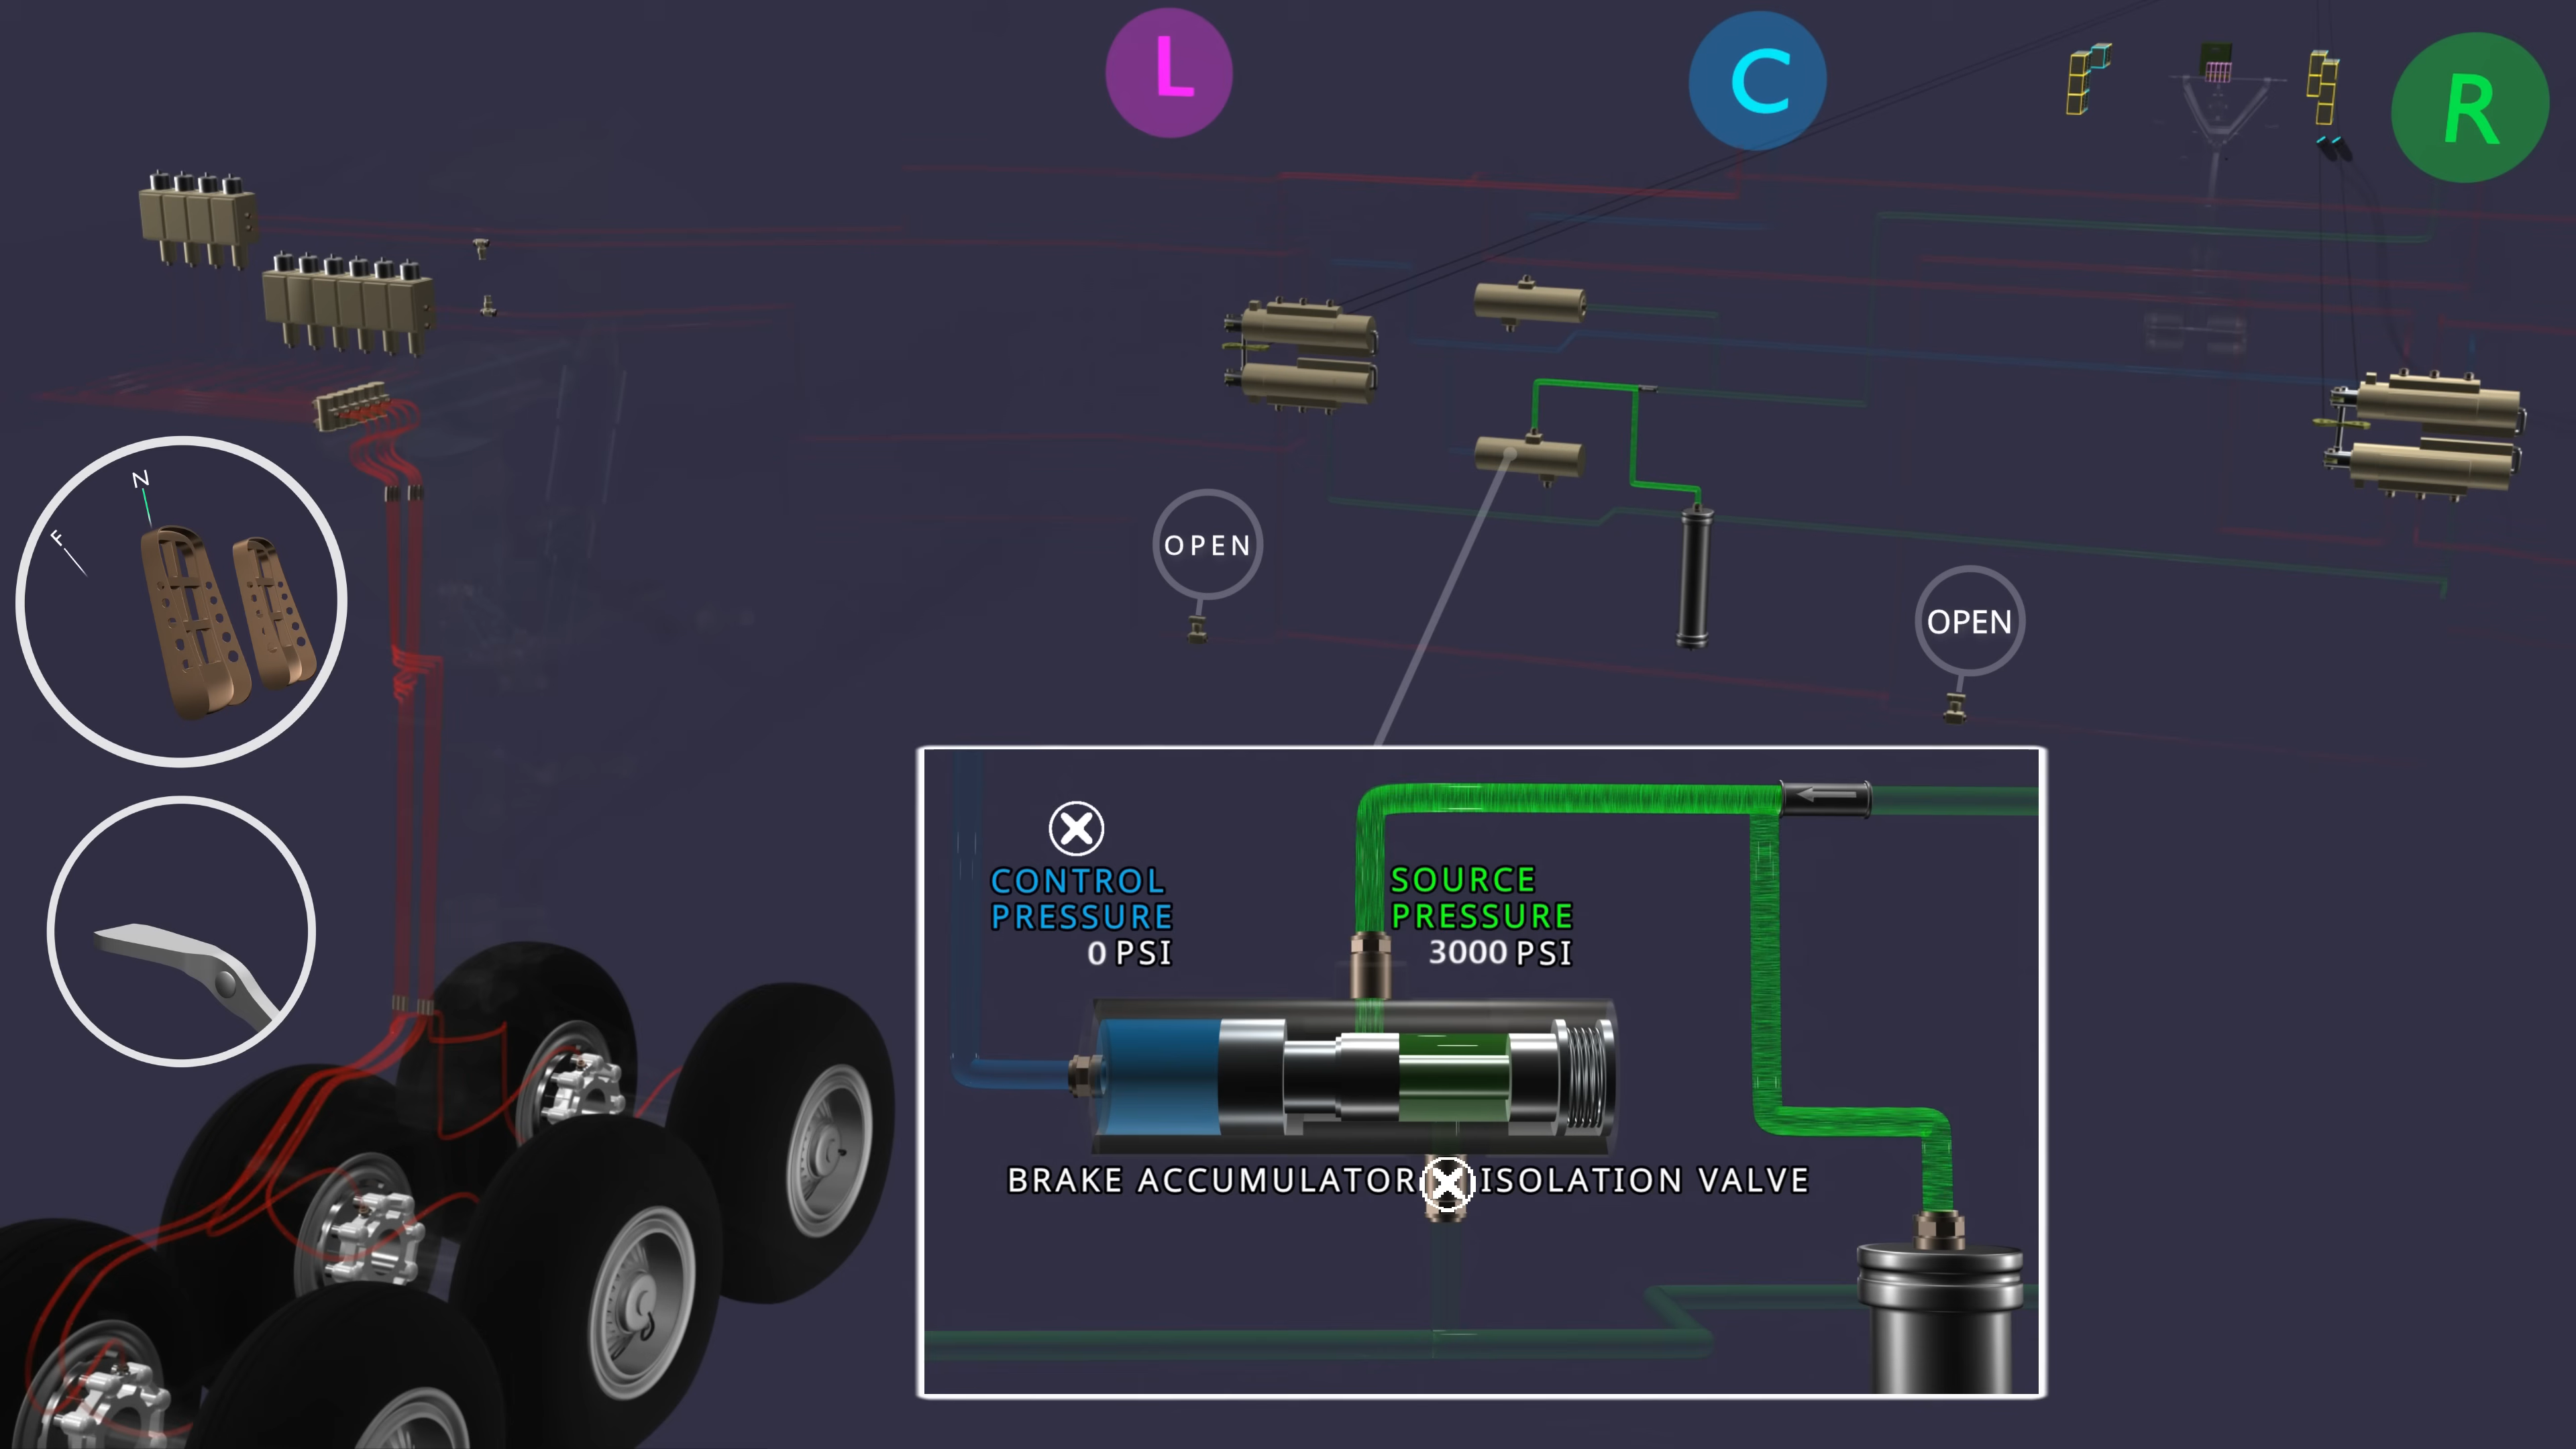 L
C
R
N
F
OPEN
OPEN
CONTROL
PRESSURE
0 PSI
SOURCE
PRESSURE
3000 PSI
BRAKE ACCUMULATOR ISOLATION VALVE